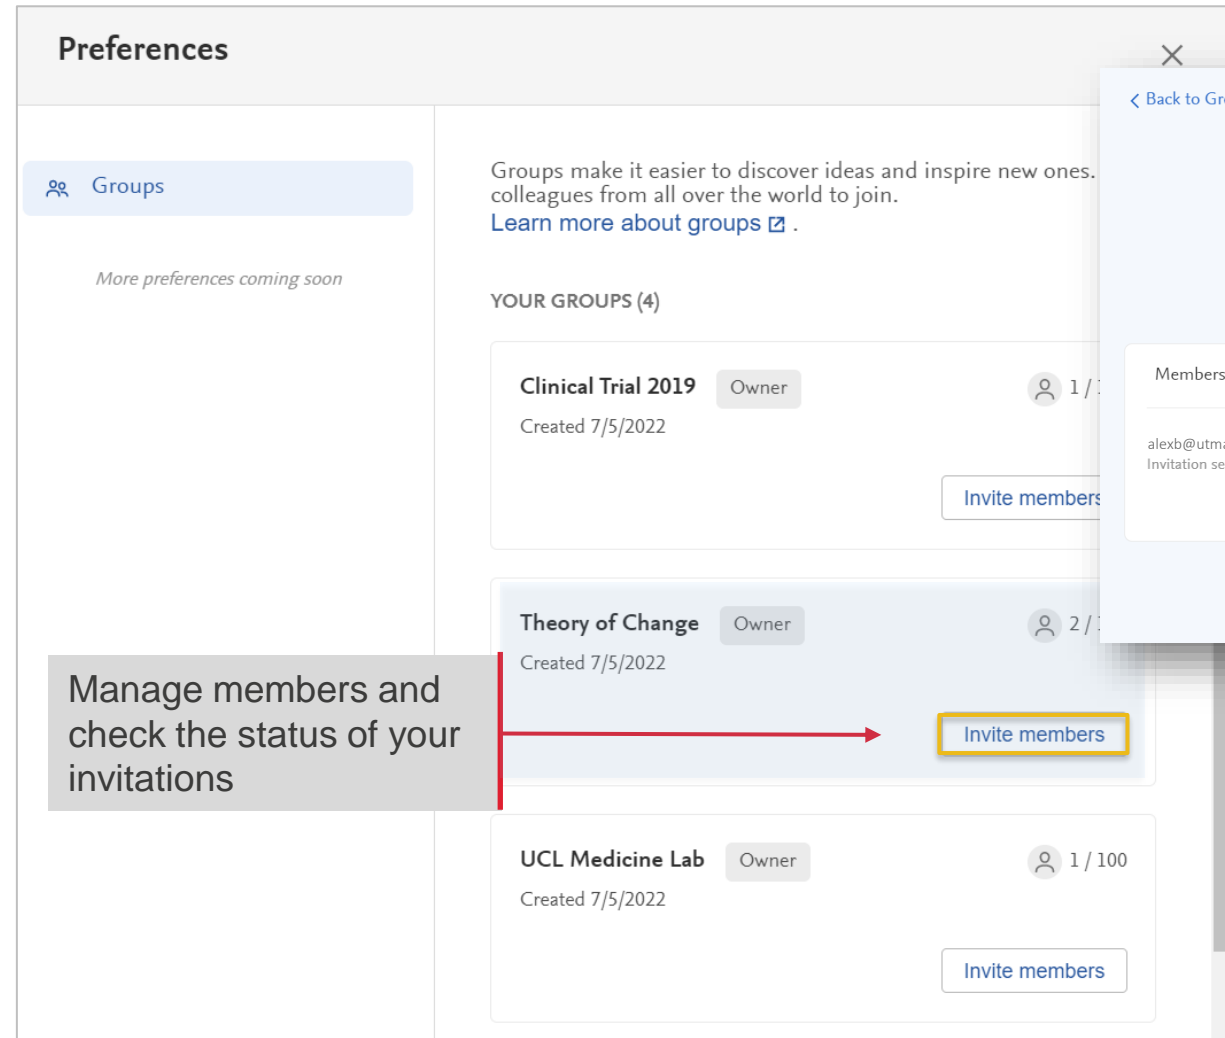 Preferences
Back to
Groups
Groups make it easier to discover ideas and inspire new ones.
colleagues from all over the world to join.
Learn more about groups .
More preferences coming soon
YOUR GROUPS (4)
Clinical Trial 2019 Owner 1 /
Created 7/5/2022
Invite members
Members
Invitation
Theory of Change Owner 2 /
Created 7/5/2022
Invite members
Manage members and
check the status of your
invitations
UCL Medicine Lab Owner 1 / 100
Created 7/5/2022
Invite members